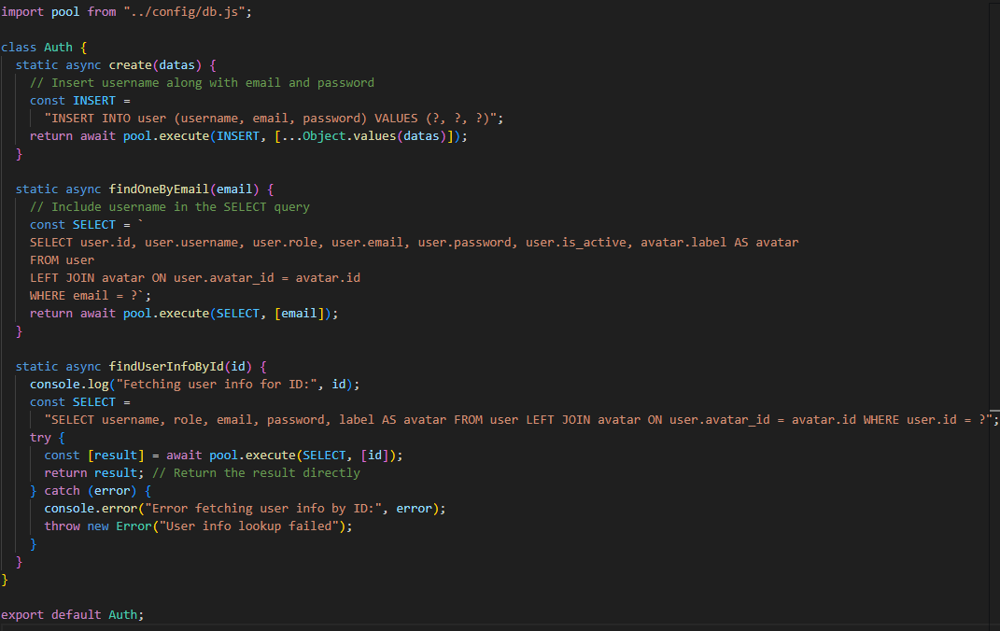 import pool from "../config/db.js";

class Auth {
  static async create(datas) {
    // Insert username along with email and password
    const INSERT =
      "INSERT INTO user (username, email, password) VALUES (?, ?, ?)";
    return await pool.execute(INSERT, [...Object.values(datas)]);
  }

  static async findOneByEmail(email) {
    // Include username in the SELECT query
    const SELECT = `
    SELECT user.id, user.username, user.role, user.email, user.password, user.is_active, avatar.label AS avatar
    FROM user
    LEFT JOIN avatar ON user.avatar_id = avatar.id
    WHERE email = ?`;
    return await pool.execute(SELECT, [email]);
  }

  static async findUserInfoById(id) {
    console.log("Fetching user info for ID:", id);
    const SELECT =
      "SELECT username, role, email, password, label AS avatar FROM user LEFT JOIN avatar ON user.avatar_id = avatar.id WHERE user.id = ?";
    try {
      const [result] = await pool.execute(SELECT, [id]);
      return result; // Return the result directly
    } catch (error) {
      console.error("Error fetching user info by ID:", error);
      throw new Error("User info lookup failed");
    }
  }
}

export default Auth;